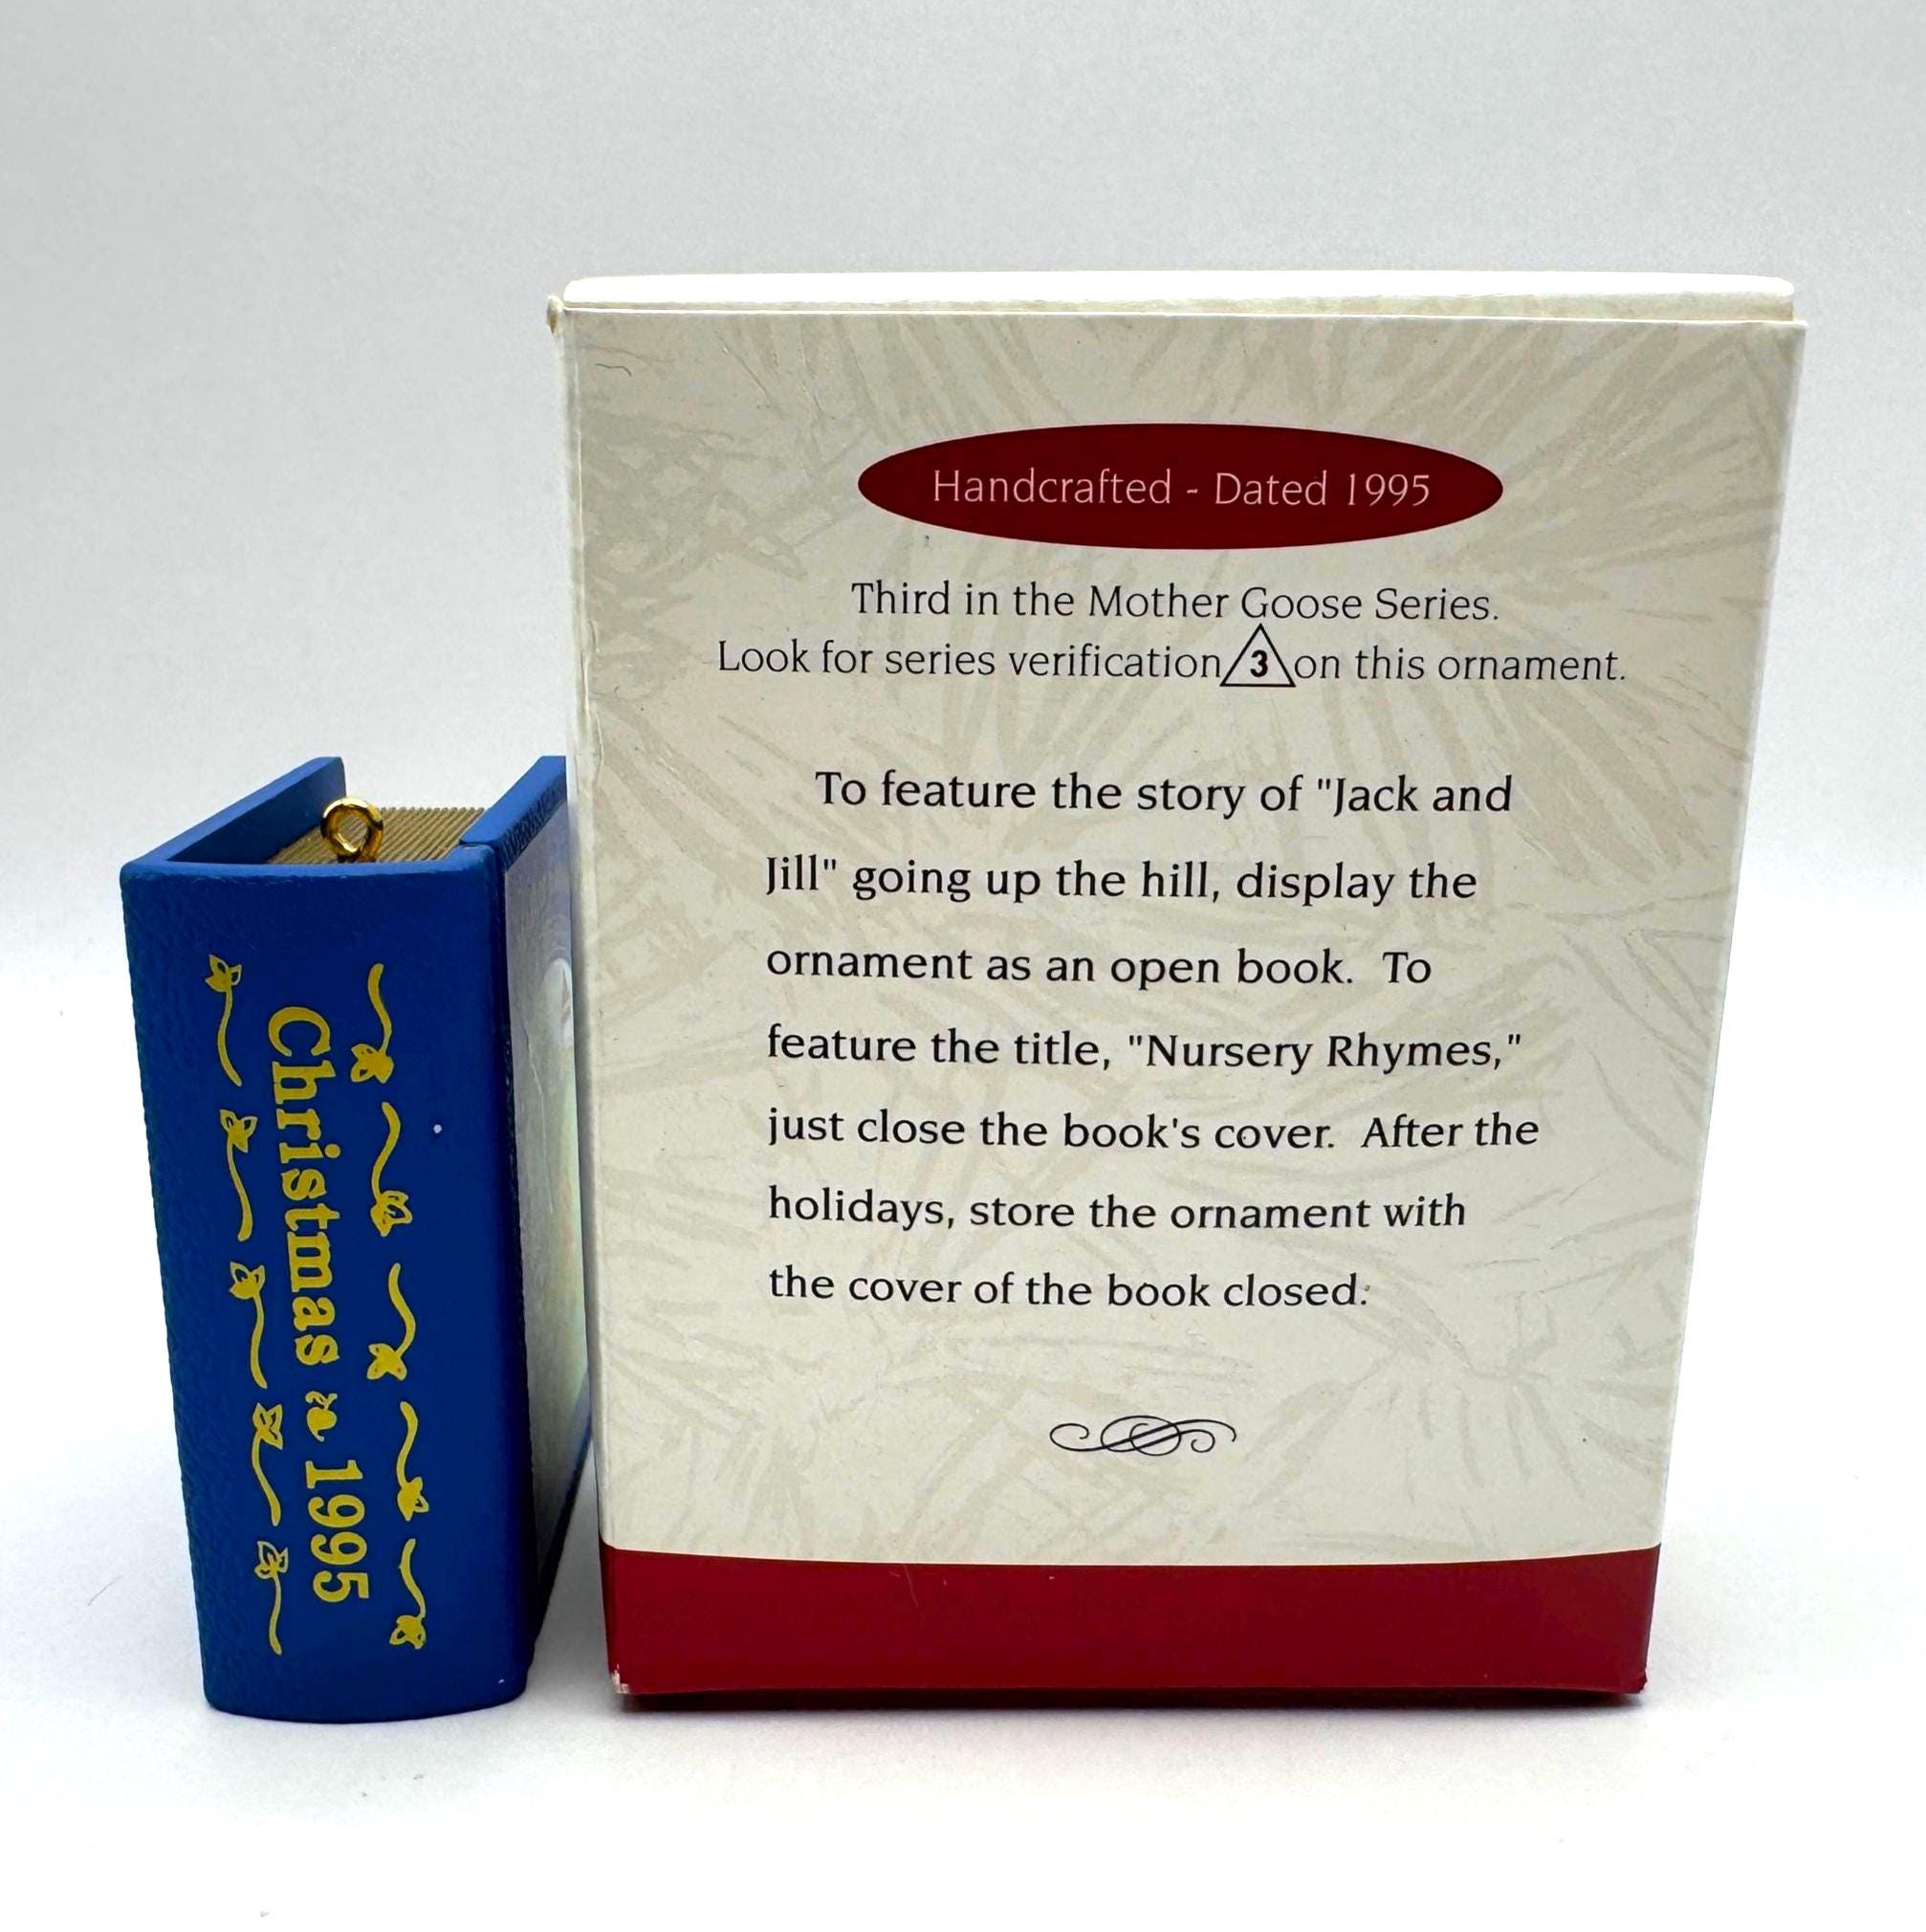 Christmas 1995
Handcrafted - Dated 1995
Third in the Mother Goose Series.
Look for series verification 3 on this ornament.
To feature the story of "Jack and
Jill" going up the hill, display the
ornament as an open book.  To
feature the title, "Nursery Rhymes,"
just close the book's cover.  After the
holidays, store the ornament with
the cover of the book closed.